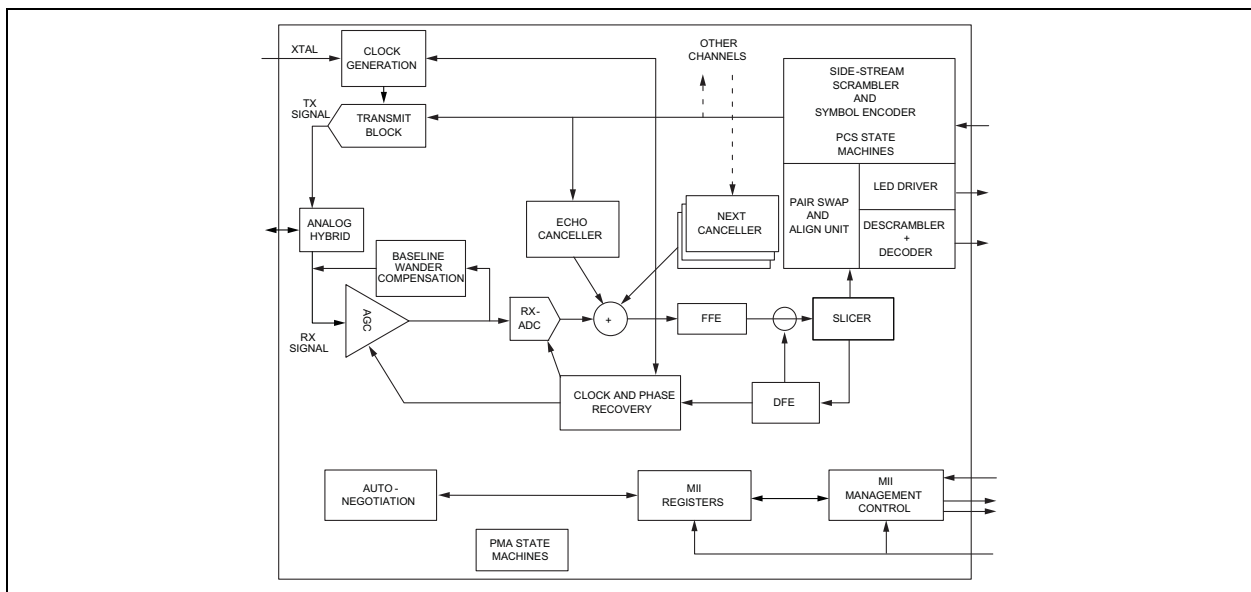 XTAL
CLOCK
GENERATION
OTHER
CHANNELS
SIDE-STREAM
SCRAMBLER
AND
SYMBOL ENCODER
PCS STATE
MACHINES
TX
SIGNAL
TRANSMIT
BLOCK
LED DRIVER
PAIR SWAP
AND
ALIGN UNIT
DESCRAMBLER
+
DECODER
ANALOG
HYBRID
ECHO
CANCELLER
NEXT
CANCELLER
BASELINE
WANDER
COMPENSATION
AGC
RX
SIGNAL
RX-
ADC
+
FFE
SLICER
CLOCK AND PHASE
RECOVERY
DFE
AUTO-
NEGOTIATION
MII
REGISTERS
MII
MANAGEMENT
CONTROL
PMA STATE
MACHINES